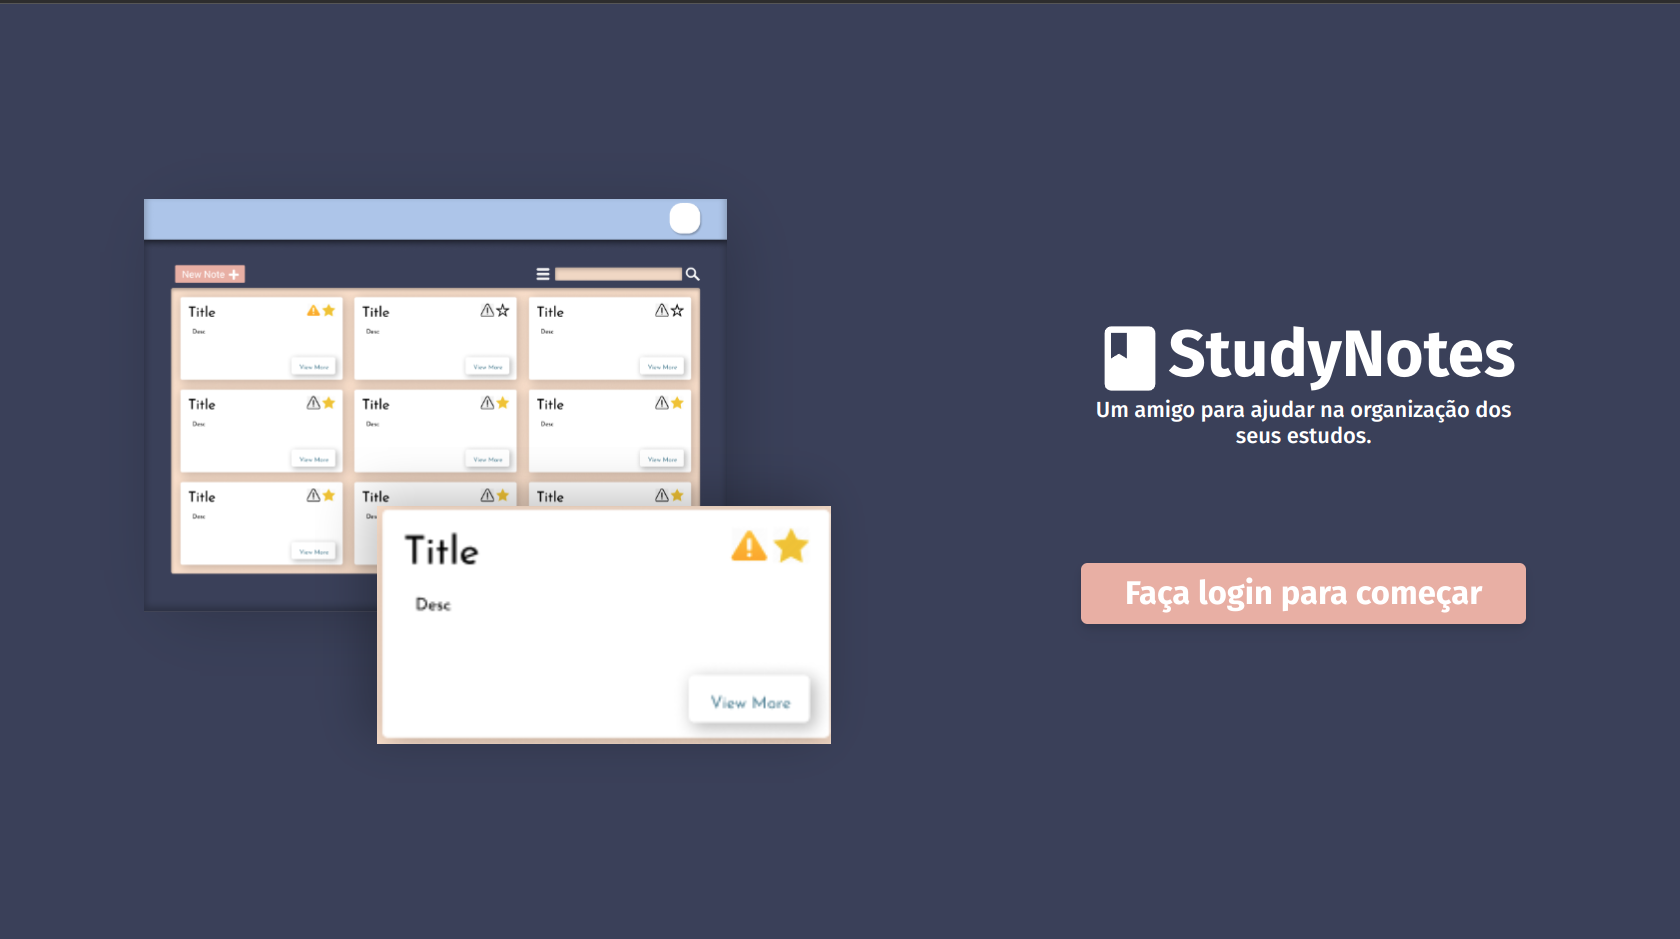 New Note
Title
Desc
View More
Title
Desc
View More
Title
Desc
View More
Title
Desc
View More
Title
Desc
View More
Title
Desc
View More
Title
Desc
View More
Title
Des
Title
Title
Desc
View More
StudyNotes
Um amigo para ajudar na organização dos
seus estudos.
Faça login para começar